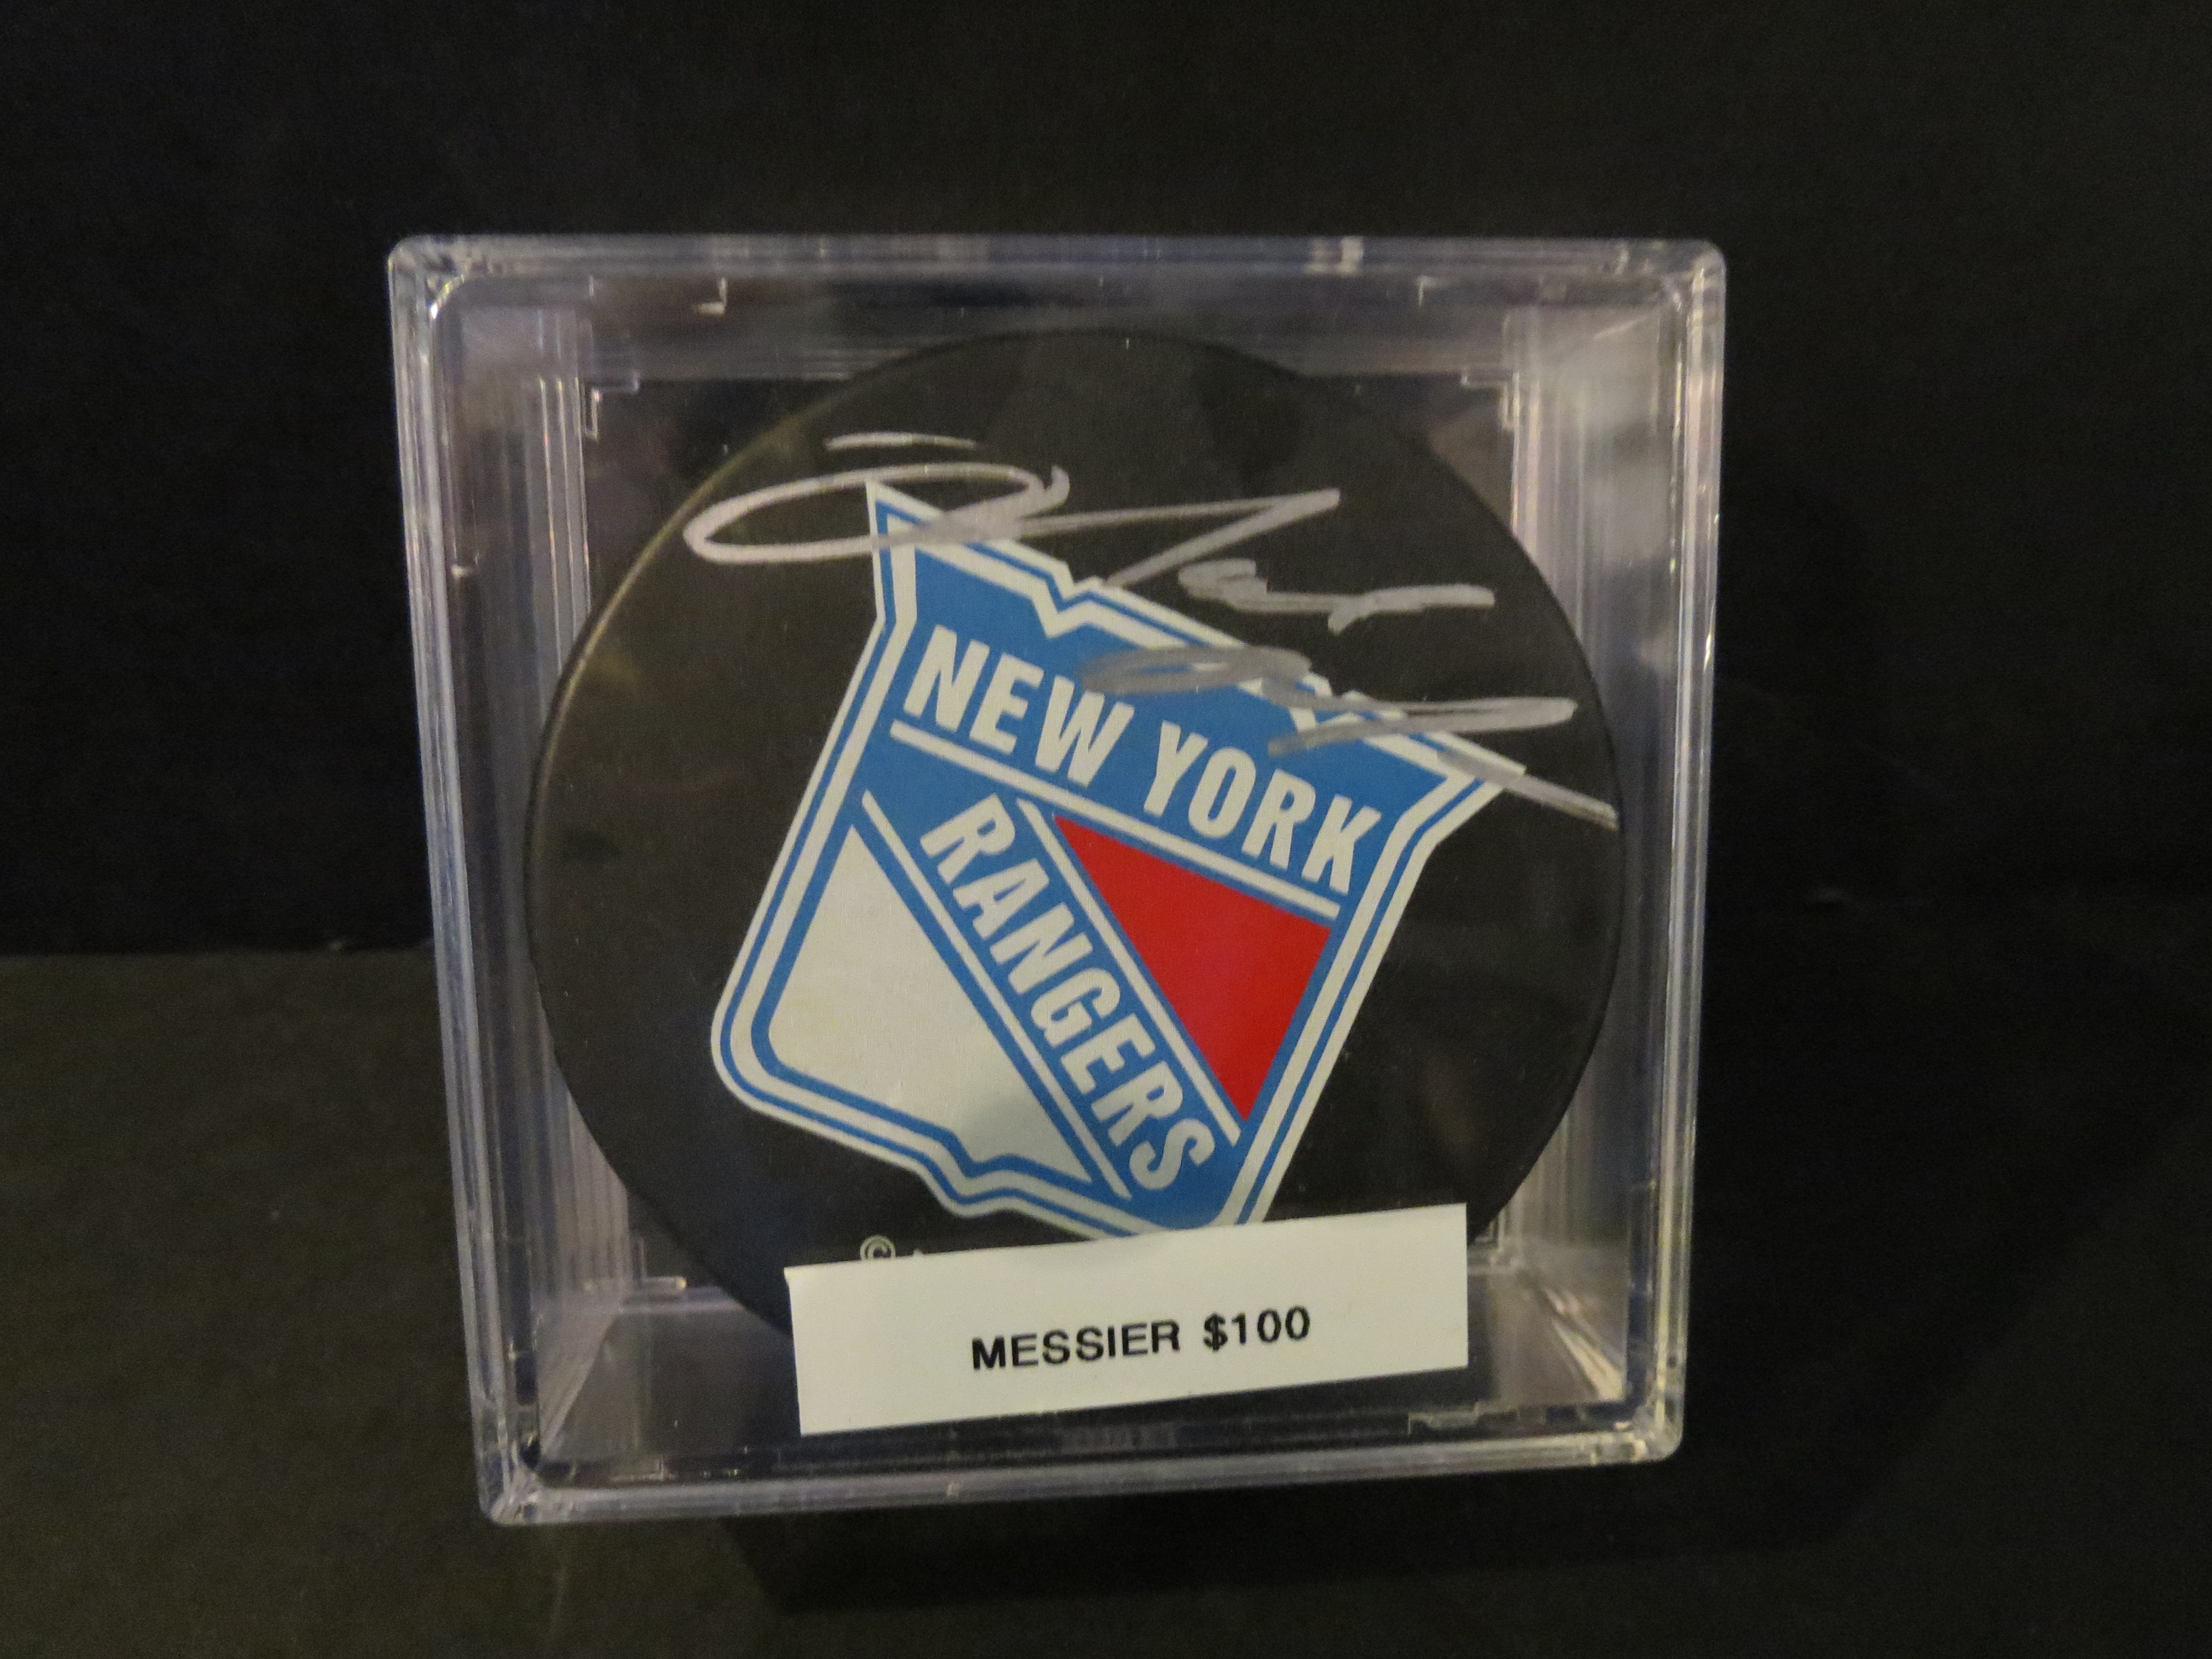 NEW YORK
RANGERS
©
MESSIER $100